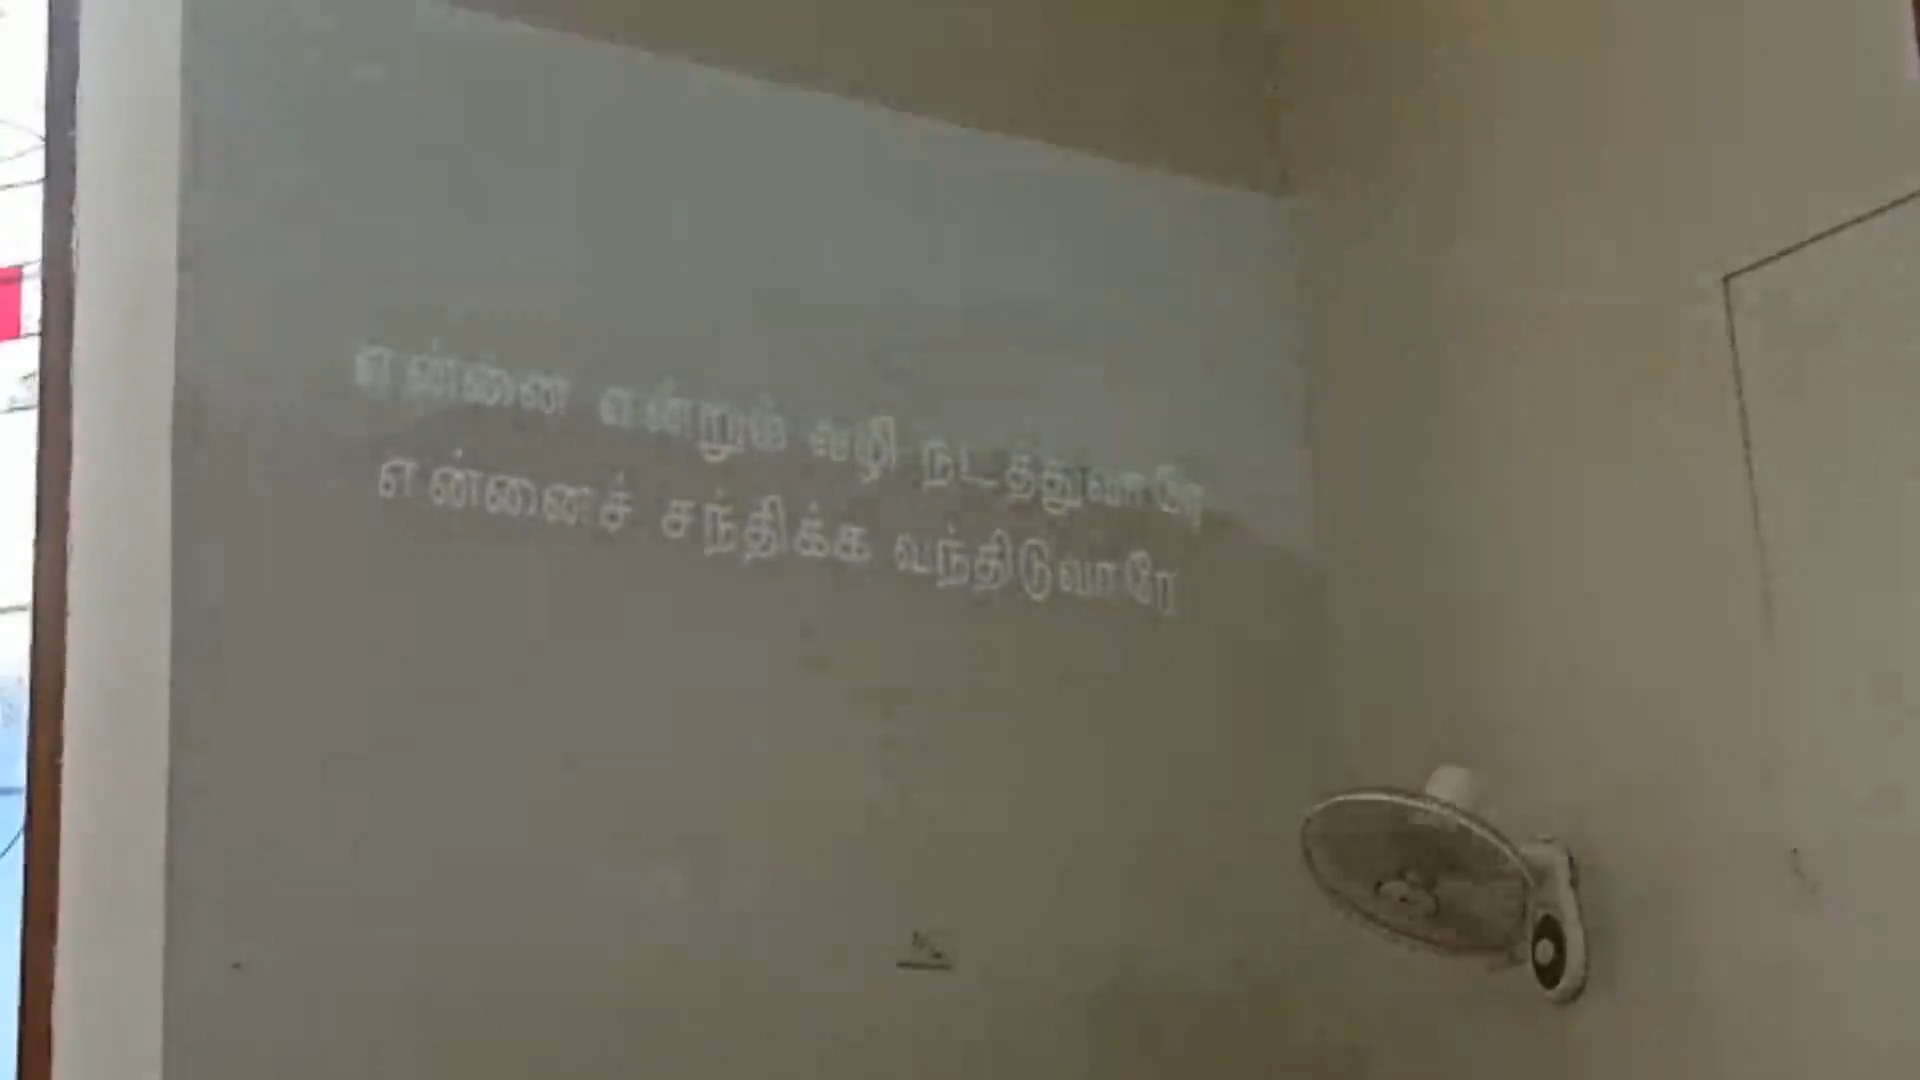 என்னை என்றும் வழி நடத்துவாரே
என்னைச் சந்திக்க வந்திடுவாரே